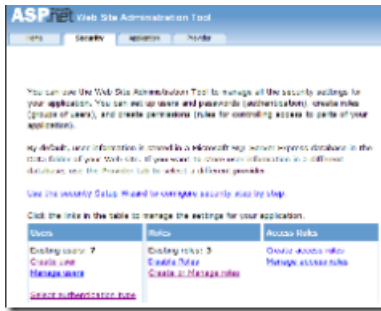 ASP.net Web Site Administration Tool
Home Security Application Provider
You can use the Web Site Administration Tool to manage all the security settings for
your application. You can set up users and passwords (authentication), create roles
(groups of users), and create permissions (rules for controlling access to parts of your
application).
By default, user information is stored in a Microsoft SQL Server Express database in the
Data folder of your Web site. If you want to store user information in a different
database, use the Provider tab to select a different provider.
Use the security Setup Wizard to configure security step by step.
Click the links in the table to manage the settings for your application.
Users Roles Access Rules
Existing users: 7 Existing roles: 3 Create access rules
Create user Roles Manage access rules
Manage users Create or Manage roles
Select authentication type